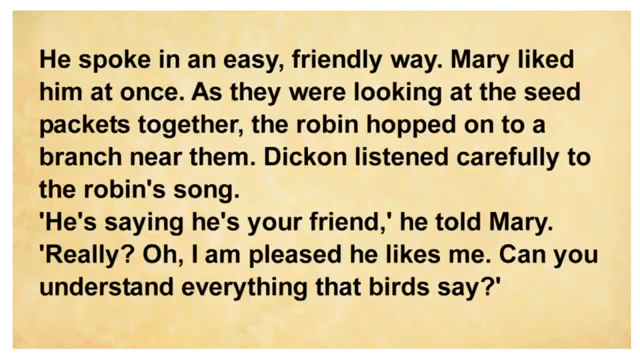 He spoke in an easy, friendly way. Mary liked
him at once. As they were looking at the seed
packets together, the robin hopped on to a
branch near them. Dickon listened carefully to
the robin's song.
'He's saying he's your friend,' he told Mary.
'Really? Oh, I am pleased he likes me. Can you
understand everything that birds say?'